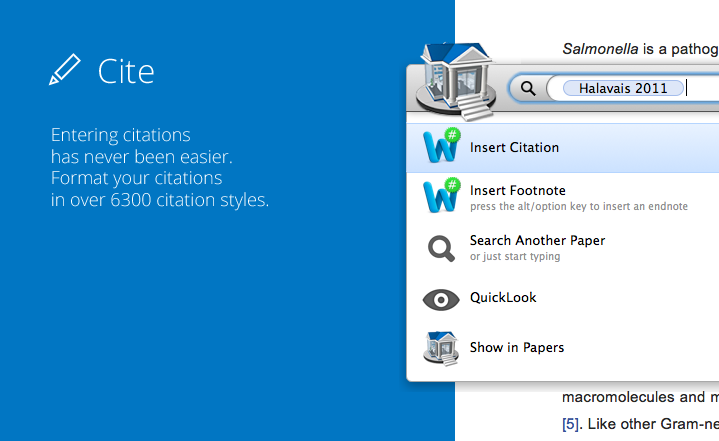 Cite
Entering citations
has never been easier.
Format your citations
in over 6300 citation styles.
Salmonella is a pathog
Halavais 2011
Insert Citation
Insert Footnote
press the alt/option key to insert an endnote
Search Another Paper
or just start typing
QuickLook
Show in Papers
macromolecules and m
[5]. Like other Gram-ne